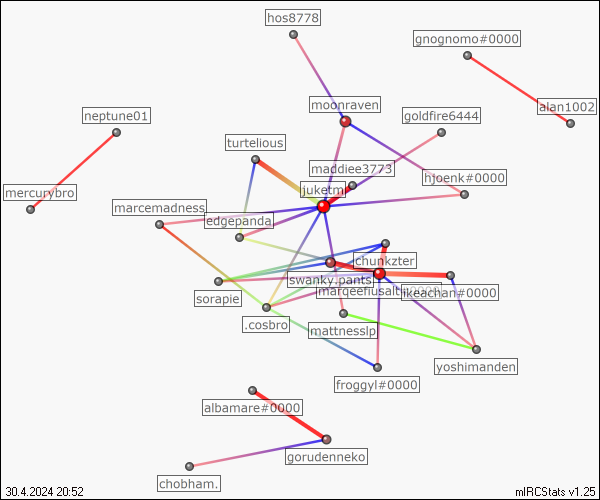 hos8778
gnognomo#0000
moonraven
goldfire6444
alan1002
neptune01
turtelious
maddiee3773
hjoenk#0000
juketm
mercurybro
marcemadness
edgepanda
chunkzter
swanky.pants
ikeachan#0000
sorapie
.cosbro
mattnesslp
yoshimanden
froggyl#0000
albamare#0000
gorudenneko
chobham.
30.4.2024 20:52
mIRCStats v1.25